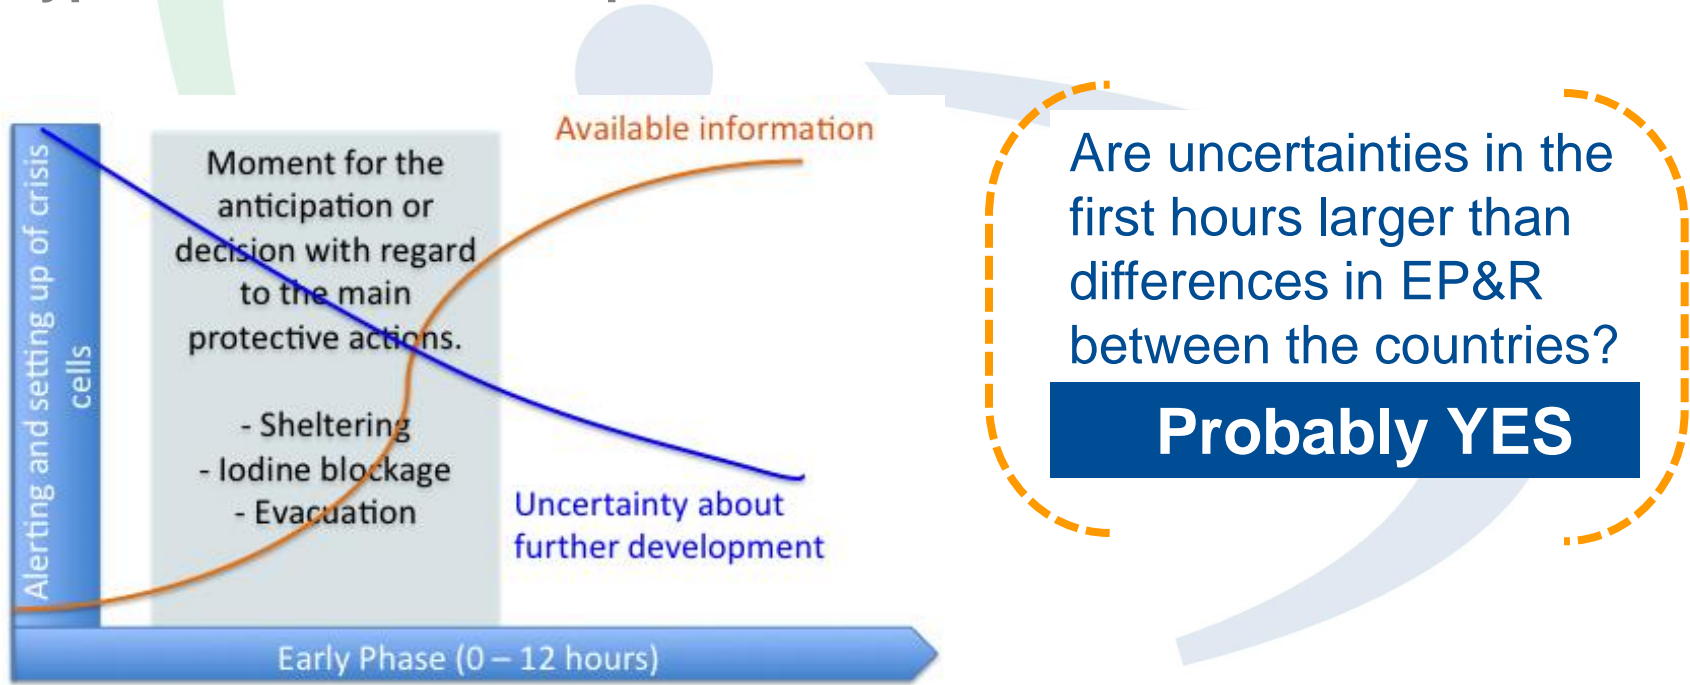 Available information
Alerting and setting up of crisis
cells
Moment for the
anticipation or
decision with regard
to the main
protective actions.
- Sheltering
- Iodine blockage
- Evacuation
Uncertainty about
further development
Early Phase (0 – 12 hours)
Are uncertainties in the
first hours larger than
differences in EP&R
between the countries?
Probably YES